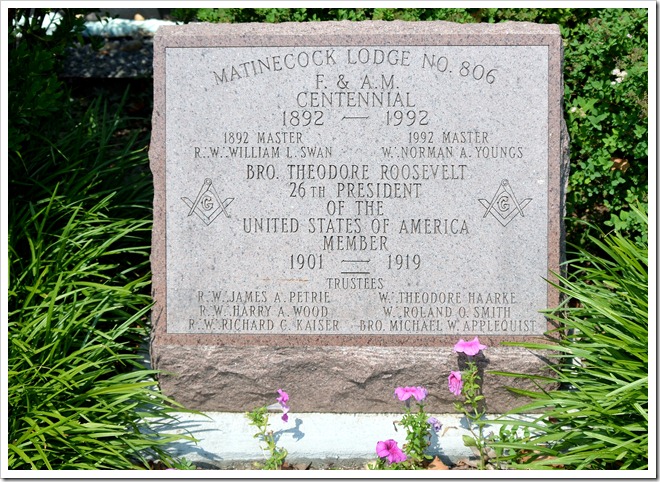 MATINECOCK LODGE NO. 806
F. & A.M.
CENTENNIAL
1892 — 1992
1892 MASTER 1992 MASTER
R∴W∴WILLIAM L. SWAN W∴NORMAN A. YOUNGS
BRO. THEODORE ROOSEVELT
26TH PRESIDENT
G OF THE G
UNITED STATES OF AMERICA
MEMBER
1901 — 1919
TRUSTEES
R∴W∴JAMES A. PETRIE W∴THEODORE HAARKE
R∴W∴HARRY A. WOOD W∴ROLAND O. SMITH
R∴W∴RICHARD C. KAISER BRO. MICHAEL W. APPLEQUIST